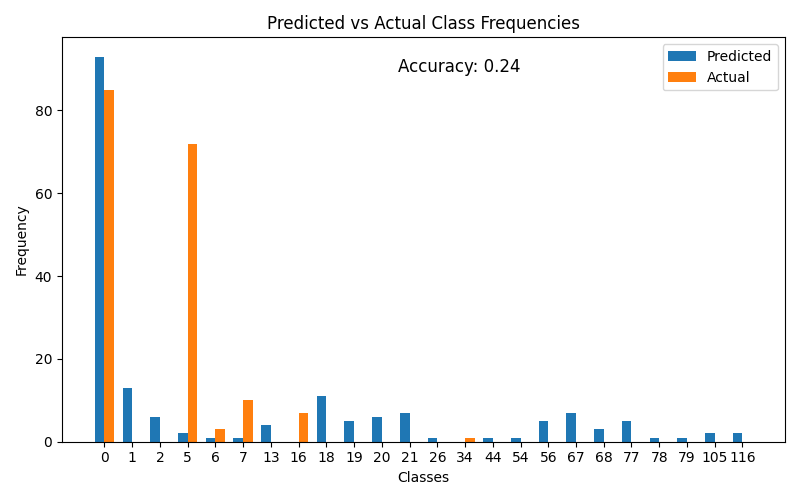 Predicted vs Actual Class Frequencies
Accuracy: 0.24
Predicted
Actual
Frequency
80
60
40
20
0
0 1 2 5 6 7 13 16 18 19 20 21 26 34 44 54 56 67 68 77 78 79 105 116
Classes